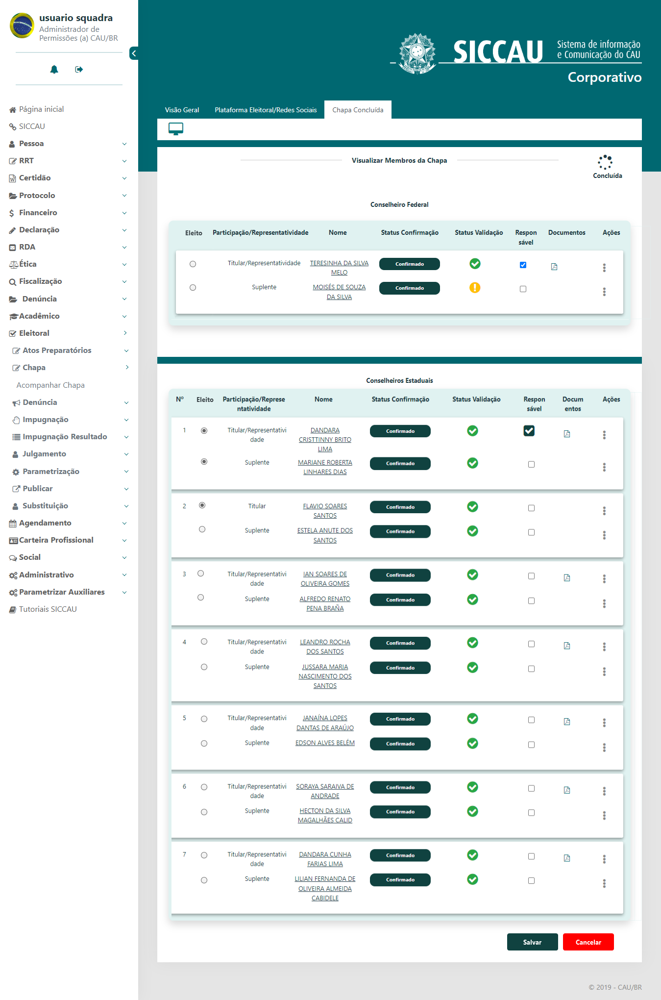 usuario squadra
Administrador de
Permissões (a) CAU/BR
Página inicial
SICCAU
Pessoa
RRT
Certidão
Protocolo
Financeiro
Declaração
RDA
Ética
Fiscalização
Denúncia
Acadêmico
Eleitoral
Atos Preparatórios
Chapa
Acompanhar Chapa
Denúncia
Impugnação
Impugnação Resultado
Julgamento
Parametrização
Publicar
Substituição
Agendamento
Carteira Profissional
Social
Administrativo
Parametrizar Auxiliares
Tutoriais SICCAU
SICCAU Sistema de informação
e Comunicação do CAU
Corporativo
Visão Geral Plataforma Eleitoral/Redes Sociais Chapa Concluída
Visualizar Membros da Chapa
Concluída
Conselheiro Federal
Eleito Participação/Representatividade Nome Status Confirmação Status Validação Respon Documentos Ações
sável
Titular/Representatividade TERESINHA DA SILVA Confirmado
MELO
Suplente MOISÉS DE SOUZA Confirmado
DA SILVA
Conselheiros Estaduais
Nº Eleito Participação/Represe Nome Status Confirmação Status Validação Respon Docum Ações
ntatividade sável entos
1 Titular/Representativi DANDARA Confirmado
dade CRISTTINNY BRITO
LIMA
Suplente MARIANE ROBERTA Confirmado
LINHARES DIAS
2 Titular FLAVIO SOARES Confirmado
SANTOS
Suplente ESTELA ANUTE DOS Confirmado
SANTOS
3 Titular/Representativi IAN SOARES DE Confirmado
dade OLIVEIRA GOMES
Suplente ALFREDO RENATO Confirmado
PENA BRAÑA
4 Titular/Representativi LEANDRO ROCHA Confirmado
dade DOS SANTOS
Suplente JUSSARA MARIA Confirmado
NASCIMENTO DOS
SANTOS
5 Titular/Representativi JANAÍNA LOPES Confirmado
dade DANTAS DE ARAÚJO
Suplente EDSON ALVES BELÉM Confirmado
6 Titular/Representativi SORAYA SARAIVA DE Confirmado
dade ANDRADE
Suplente HECTON DA SILVA Confirmado
MAGALHÃES CALID
7 Titular/Representativi DANDARA CUNHA Confirmado
dade FARIAS LIMA
Suplente LILIAN FERNANDA DE Confirmado
OLIVEIRA ALMEIDA
CABIDELE
Salvar Cancelar
© 2019 - CAU/BR